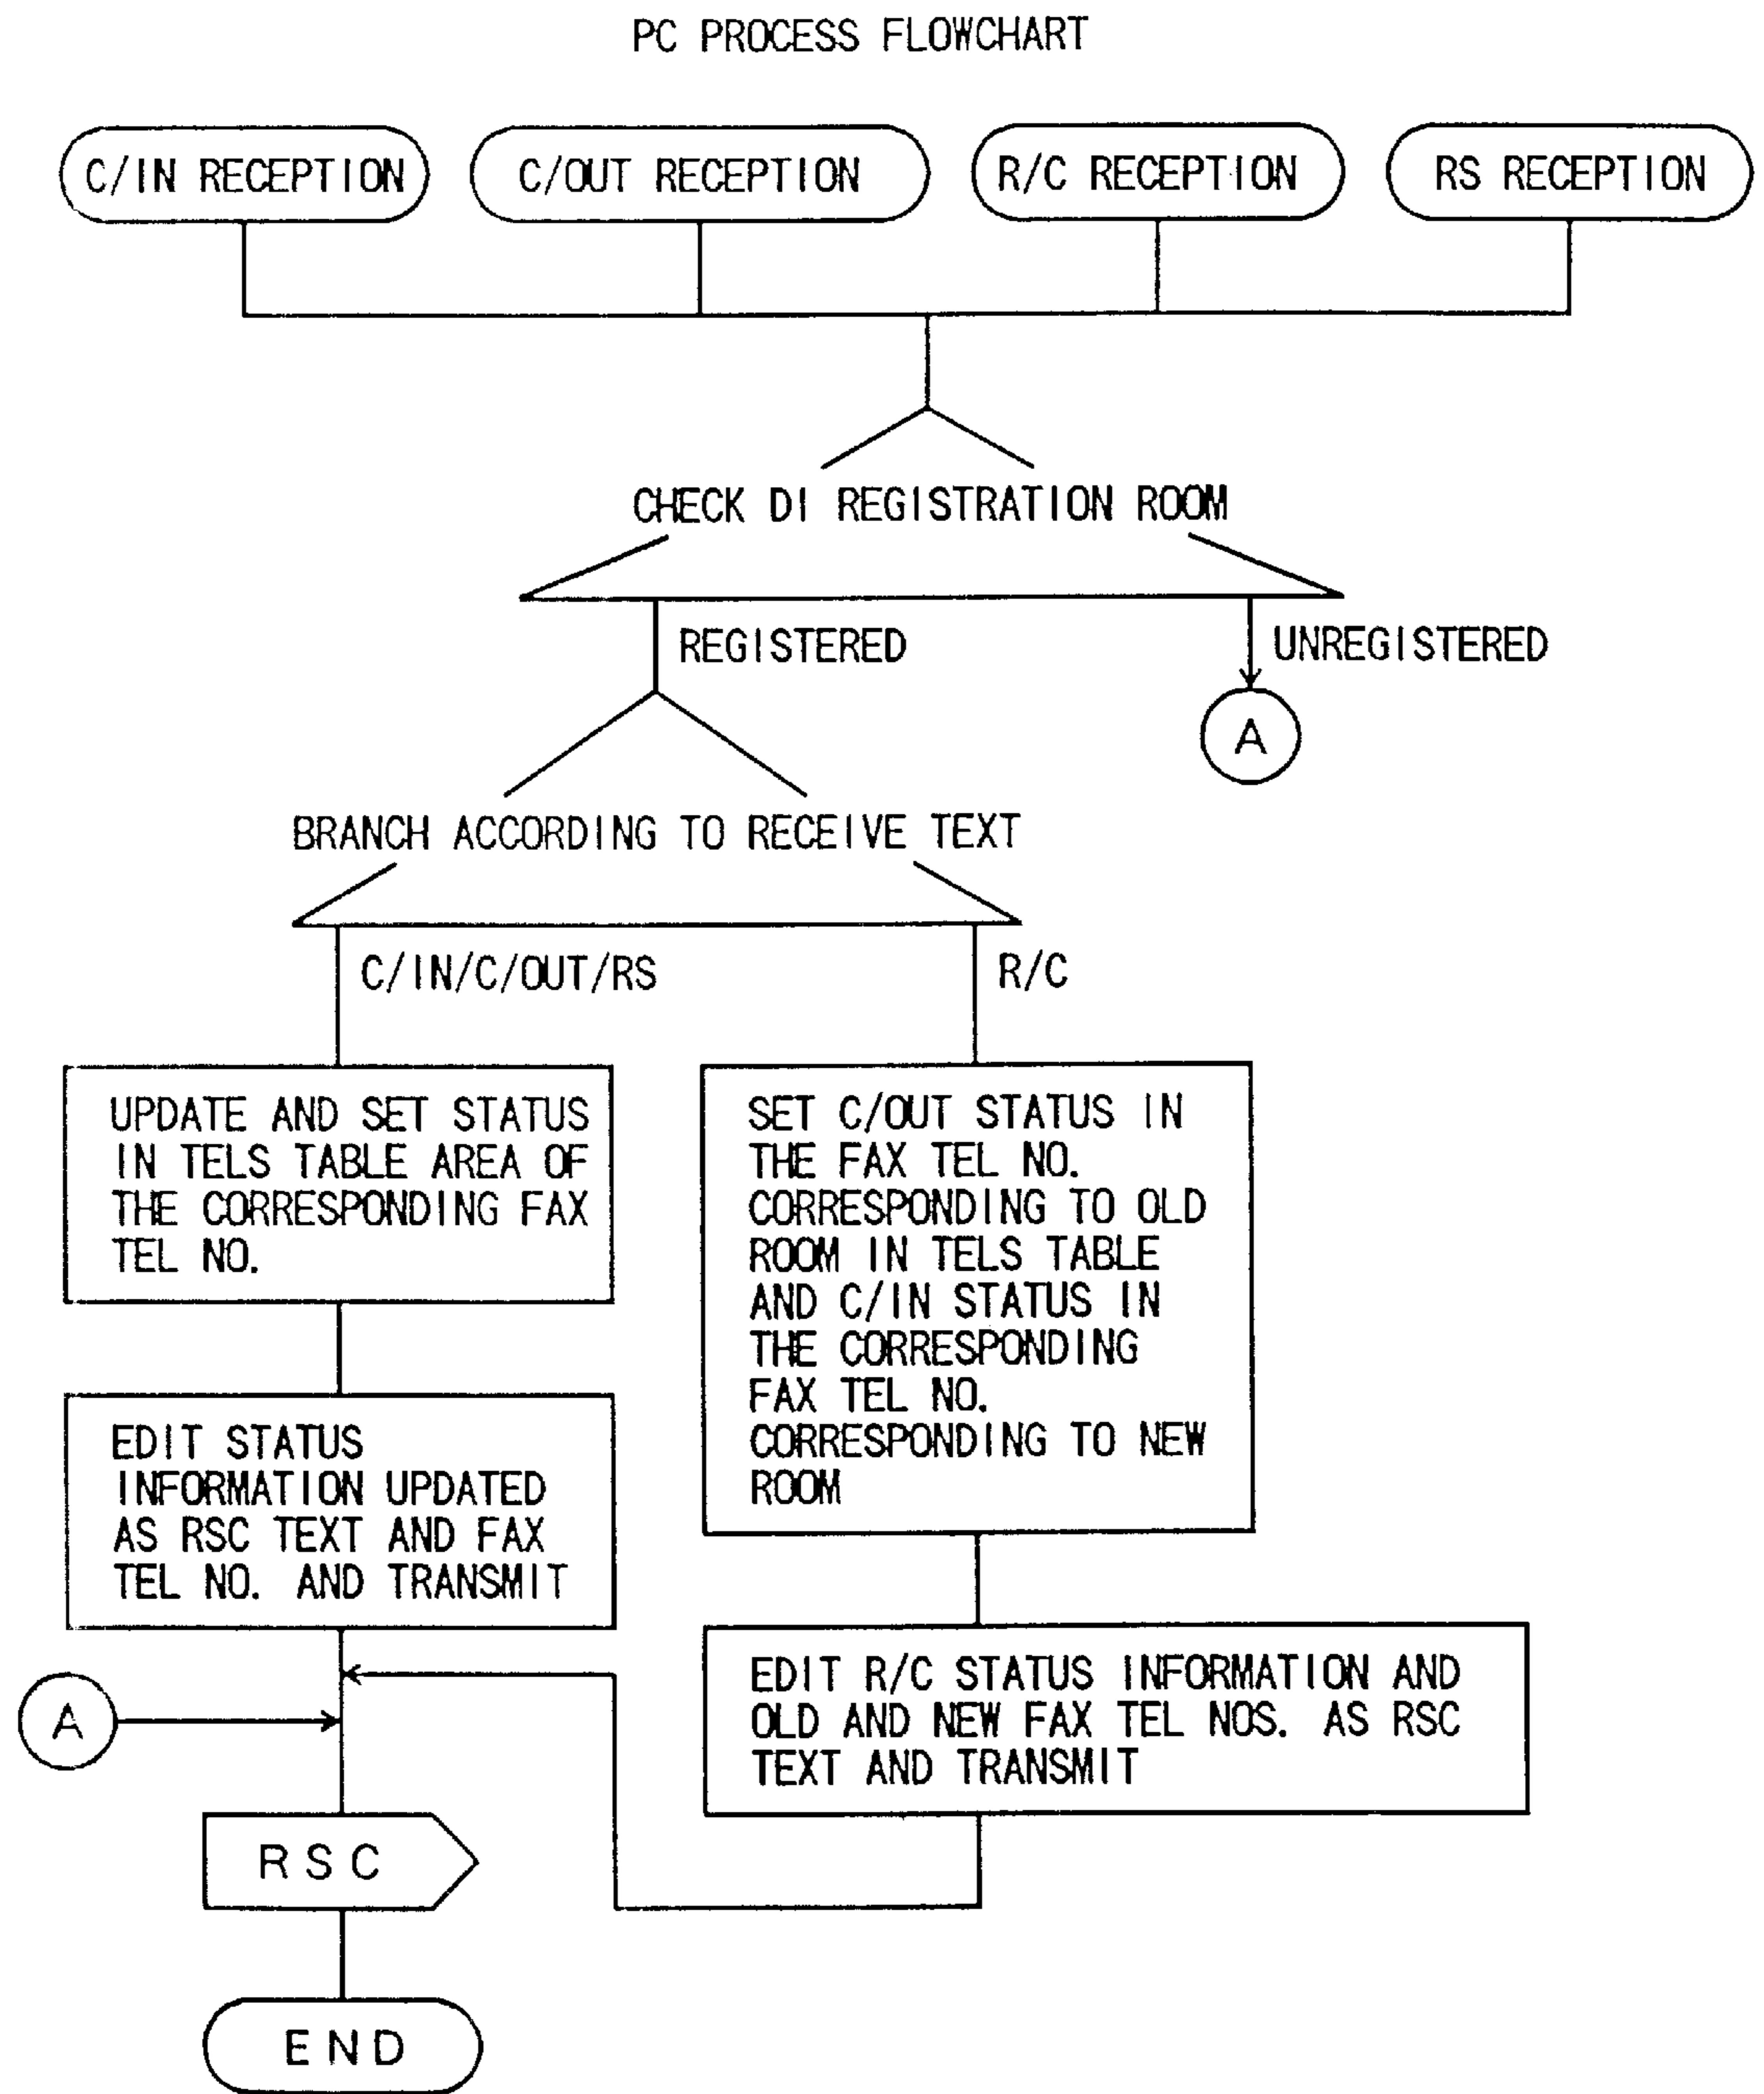 PC PROCESS FLOWCHART
C/IN RECEPTION
C/OUT RECEPTION
R/C RECEPTION
RS RECEPTION
CHECK DI REGISTRATION ROOM
REGISTERED
UNREGISTERED
A
BRANCH ACCORDING TO RECEIVE TEXT
C/IN/C/OUT/RS
R/C
UPDATE AND SET STATUS
IN TELS TABLE AREA OF
THE CORRESPONDING FAX
TEL NO.
SET C/OUT STATUS IN
THE FAX TEL NO.
CORRESPONDING TO OLD
ROOM IN TELS TABLE
AND C/IN STATUS IN
THE CORRESPONDING
FAX TEL NO.
CORRESPONDING TO NEW
ROOM
EDIT STATUS
INFORMATION UPDATED
AS RSC TEXT AND FAX
TEL NO. AND TRANSMIT
EDIT R/C STATUS INFORMATION AND
OLD AND NEW FAX TEL NOS. AS RSC
TEXT AND TRANSMIT
A
RSC
END